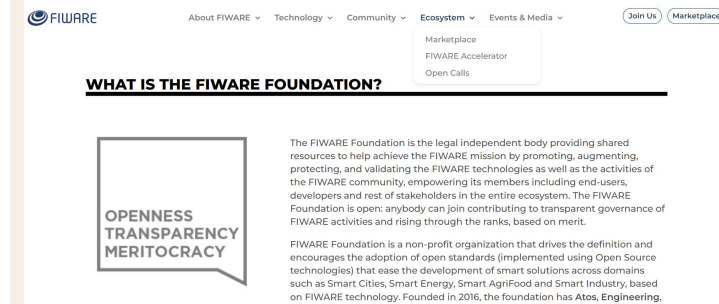 FIWARE
About FIWARE Technology Community Ecosystem Events & Media Join Us Marketplace
Marketplace
FIWARE Accelerator
Open Calls
WHAT IS THE FIWARE FOUNDATION?
OPENNESS
TRANSPARENCY
MERITOCRACY
The FIWARE Foundation is the legal independent body providing shared
resources to help achieve the FIWARE mission by promoting, augmenting,
protecting, and validating the FIWARE technologies as well as the activities of
the FIWARE community, empowering its members including end-users,
developers and rest of stakeholders in the entire ecosystem. The FIWARE
Foundation is open: anybody can join contributing to transparent governance of
FIWARE activities and rising through the ranks, based on merit.
FIWARE Foundation is a non-profit organization that drives the definition and
encourages the adoption of open standards (implemented using Open Source
technologies) that ease the development of smart solutions across domains
such as Smart Cities, Smart Energy, Smart AgriFood and Smart Industry, based
on FIWARE technology. Founded in 2016, the foundation has Atos, Engineering,